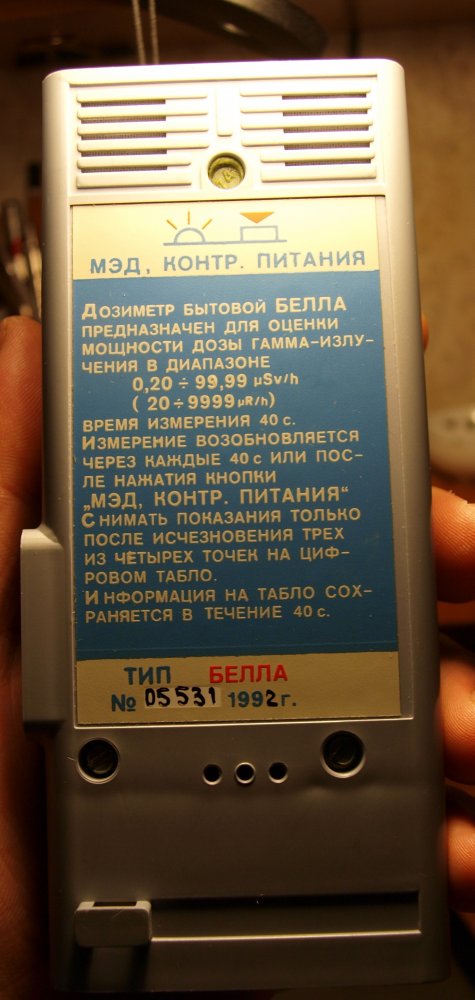 МЭД, КОНТР. ПИТАНИЯ
ДОЗИМЕТР БЫТОВОЙ БЕЛЛА
ПРЕДНАЗНАЧЕН ДЛЯ ОЦЕНКИ
МОЩНОСТИ ДОЗЫ ГАММА-ИЗЛУ-
ЧЕНИЯ В ДИАПАЗОНЕ
0,20 ÷ 99,99 µSv/h
( 20 ÷ 9999 µR/h)
ВРЕМЯ ИЗМЕРЕНИЯ 40 с.
ИЗМЕРЕНИЕ ВОЗОБНОВЛЯЕТСЯ
ЧЕРЕЗ КАЖДЫЕ 40 с ИЛИ ПОС-
ЛЕ НАЖАТИЯ КНОПКИ
„МЭД, КОНТР. ПИТАНИЯ“
СНИМАТЬ ПОКАЗАНИЯ ТОЛЬКО
ПОСЛЕ ИСЧЕЗНОВЕНИЯ ТРЕХ
ИЗ ЧЕТЫРЕХ ТОЧЕК НА ЦИФ-
РОВОМ ТАБЛО.
ИНФОРМАЦИЯ НА ТАБЛО СОХ-
РАНЯЕТСЯ В ТЕЧЕНИЕ 40 с.
ТИП БЕЛЛА
№ 05531 1992 г.